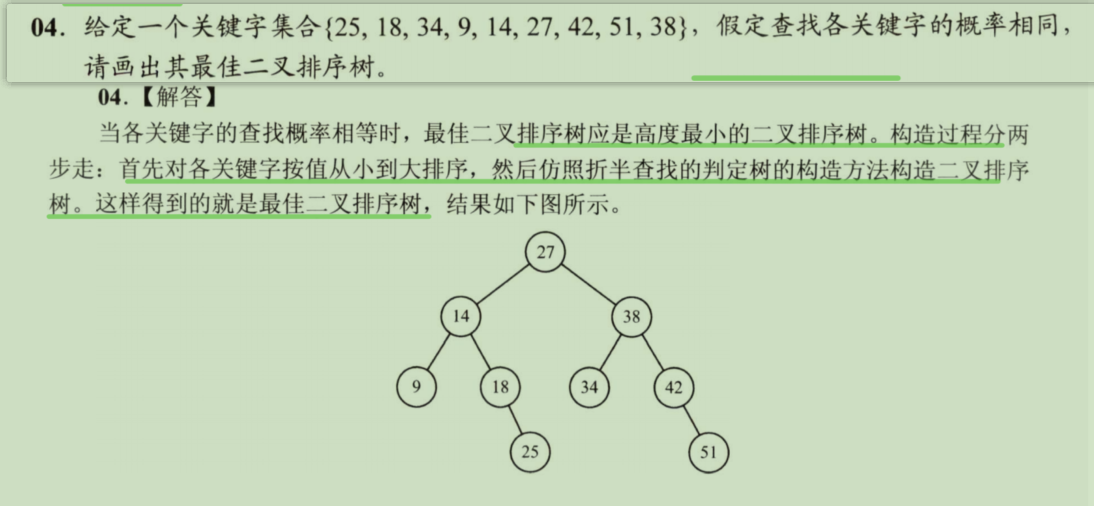 04. 给定一个关键字集合{25, 18, 34, 9, 14, 27, 42, 51, 38}，假定查找各关键字的概率相同，
请画出其最佳二叉排序树。
04.【解答】
当各关键字的查找概率相等时，最佳二叉排序树应是高度最小的二叉排序树。构造过程分两
步走：首先对各关键字按值从小到大排序，然后仿照折半查找的判定树的构造方法构造二叉排序
树。这样得到的就是最佳二叉排序树，结果如下图所示。
27
14 38
9 18 34 42
25 51